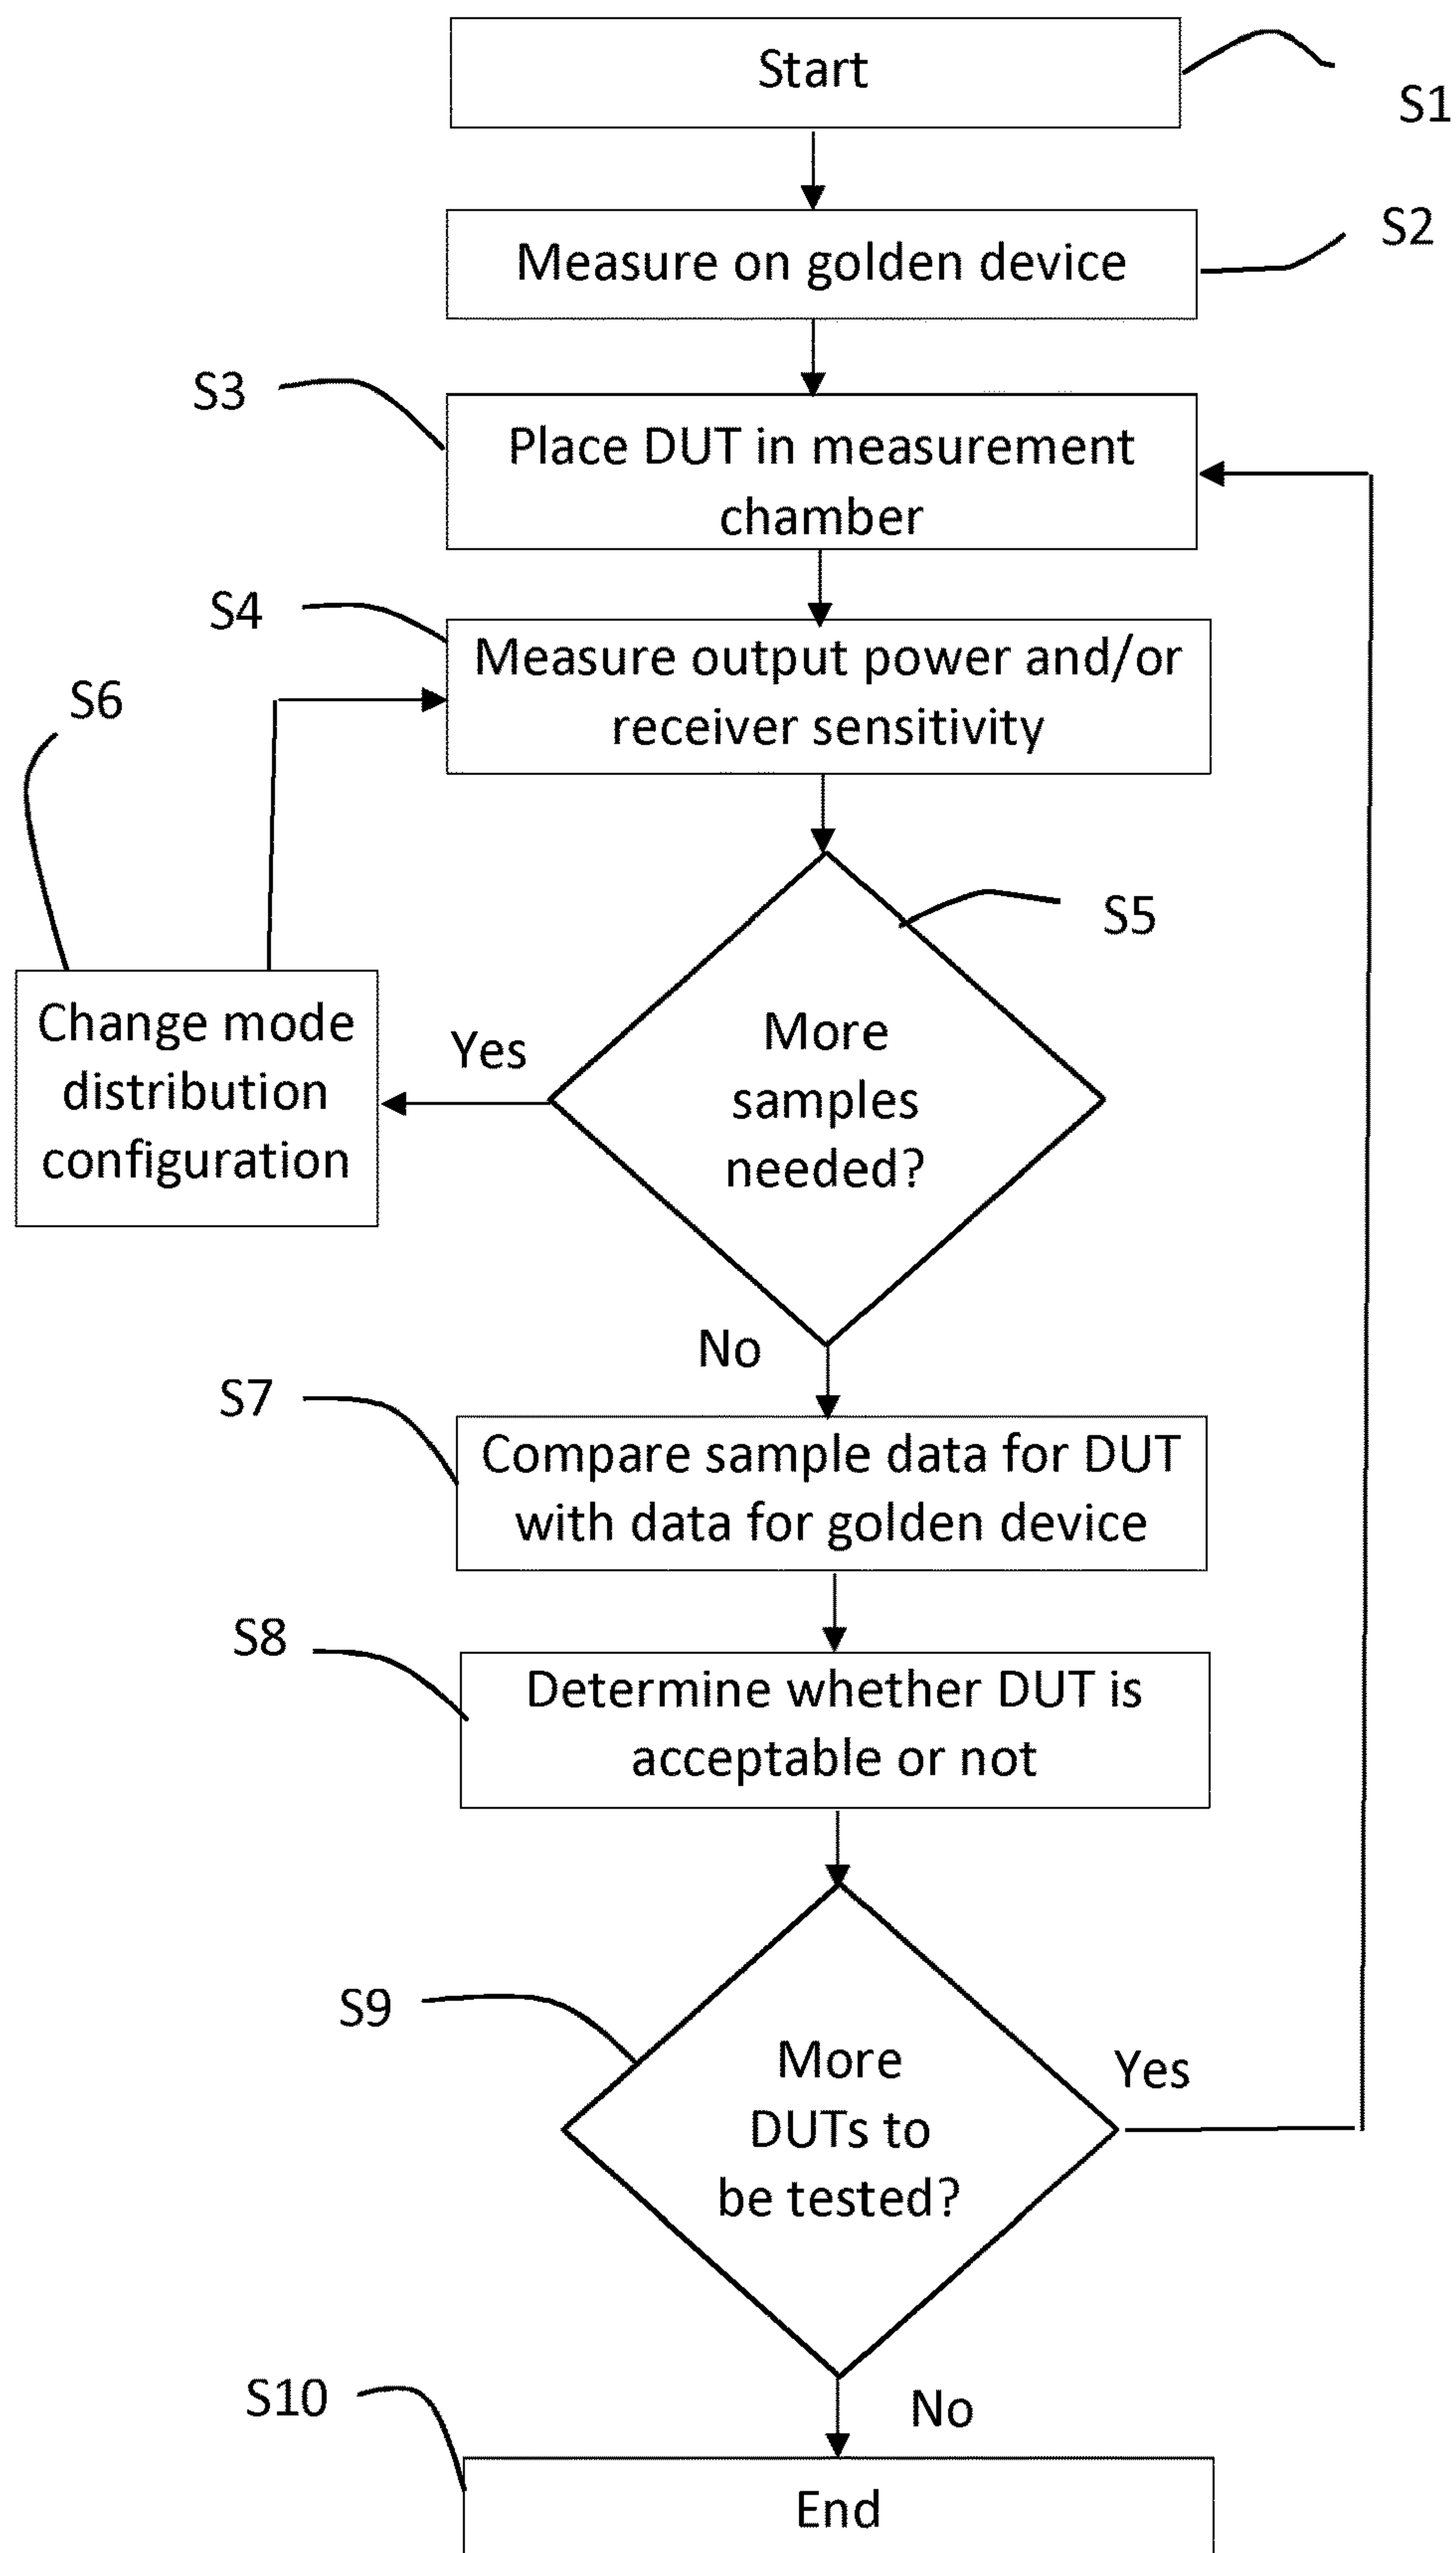 Start
S1
Measure on golden device
S2
S3
Place DUT in measurement
chamber
S4
Measure output power and/or
receiver sensitivity
S6
S5
Change mode
distribution
configuration
Yes
More
samples
needed?
No
S7
Compare sample data for DUT
with data for golden device
S8
Determine whether DUT is
acceptable or not
S9
More
DUTs to
be tested?
Yes
S10
No
End